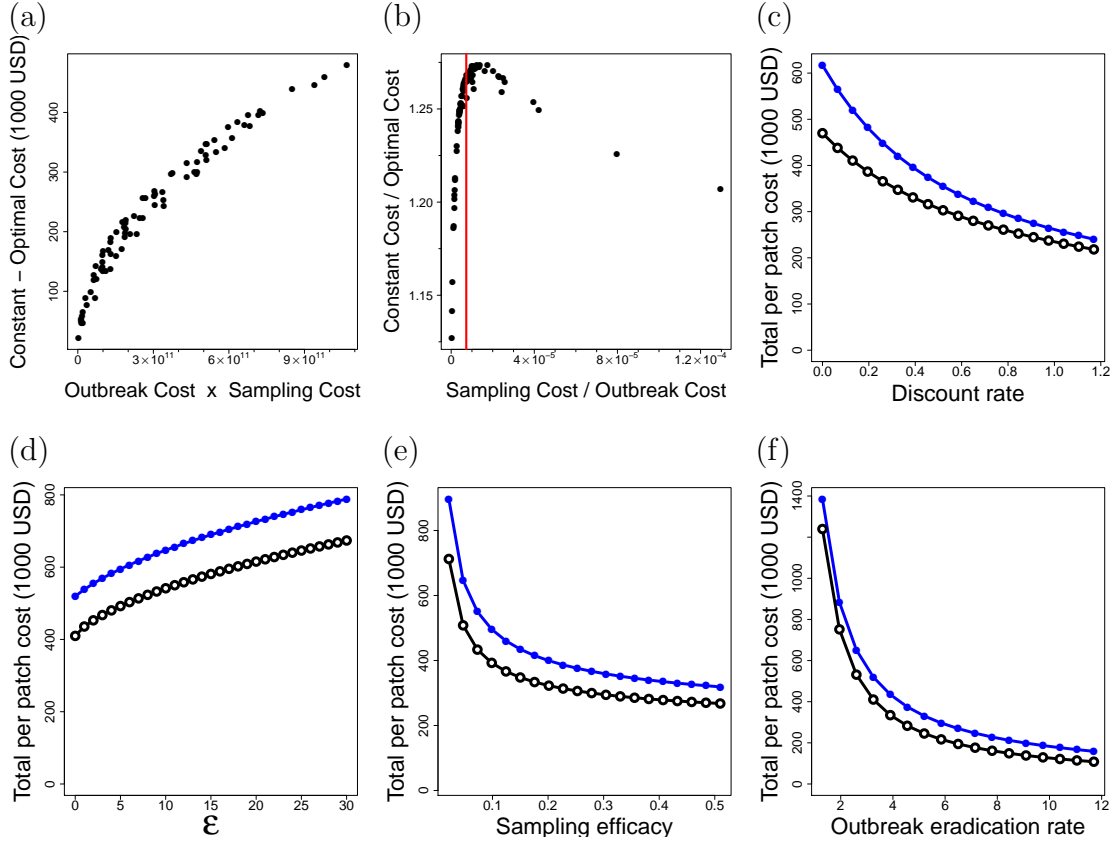 (a)
Constant − Optimal Cost (1000 USD)
100 200 300 400
0 3×10¹¹ 6×10¹¹ 9×10¹¹
Outbreak Cost x Sampling Cost
(b)
Constant Cost / Optimal Cost
1.15 1.20 1.25
0 4×10⁻⁵ 8×10⁻⁵ 1.2×10⁻⁴
Sampling Cost / Outbreak Cost
(c)
Total per patch cost (1000 USD)
0 100 200 300 400 500 600
0.0 0.2 0.4 0.6 0.8 1.0 1.2
Discount rate
(d)
Total per patch cost (1000 USD)
0 200 400 600 800
0 5 10 15 20 25 30
ε
(e)
Total per patch cost (1000 USD)
0 200 400 600 800
0.1 0.2 0.3 0.4 0.5
Sampling efficacy
(f)
Total per patch cost (1000 USD)
0 200 400 600 800 1000 1200 1400
2 4 6 8 10 12
Outbreak eradication rate